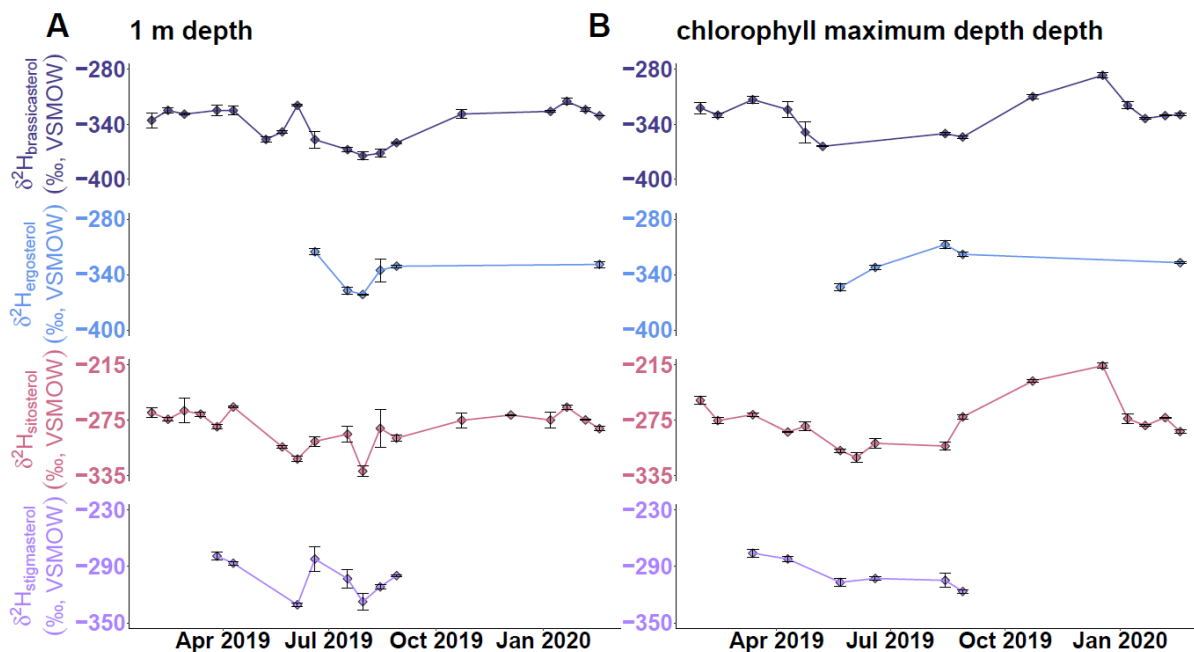 A 1 m depth
B chlorophyll maximum depth depth
δ²Hbrassicasterol
(‰, VSMOW)
−280
−340
−400
−280
−340
−400
δ²Hergosterol
(‰, VSMOW)
−280
−340
−400
−280
−340
−400
δ²Hsitosterol
(‰, VSMOW)
−215
−275
−335
−215
−275
−335
δ²Hstigmasterol
(‰, VSMOW)
−230
−290
−350
−230
−290
−350
Apr 2019 Jul 2019 Oct 2019 Jan 2020
Apr 2019 Jul 2019 Oct 2019 Jan 2020